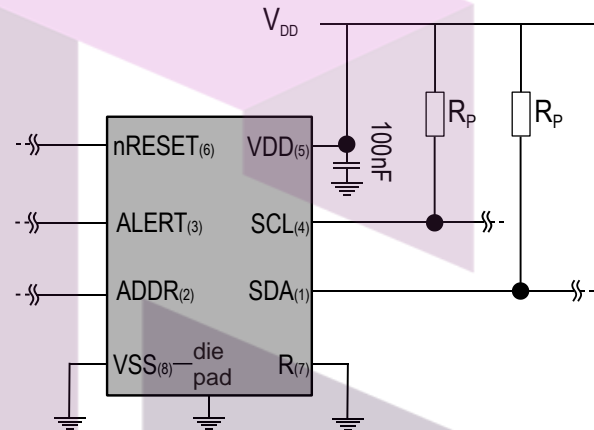 VDD
RP
RP
100nF
nRESET(6)
VDD(5)
ALERT(3)
SCL(4)
ADDR(2)
SDA(1)
VSS(8)
die
pad
R(7)